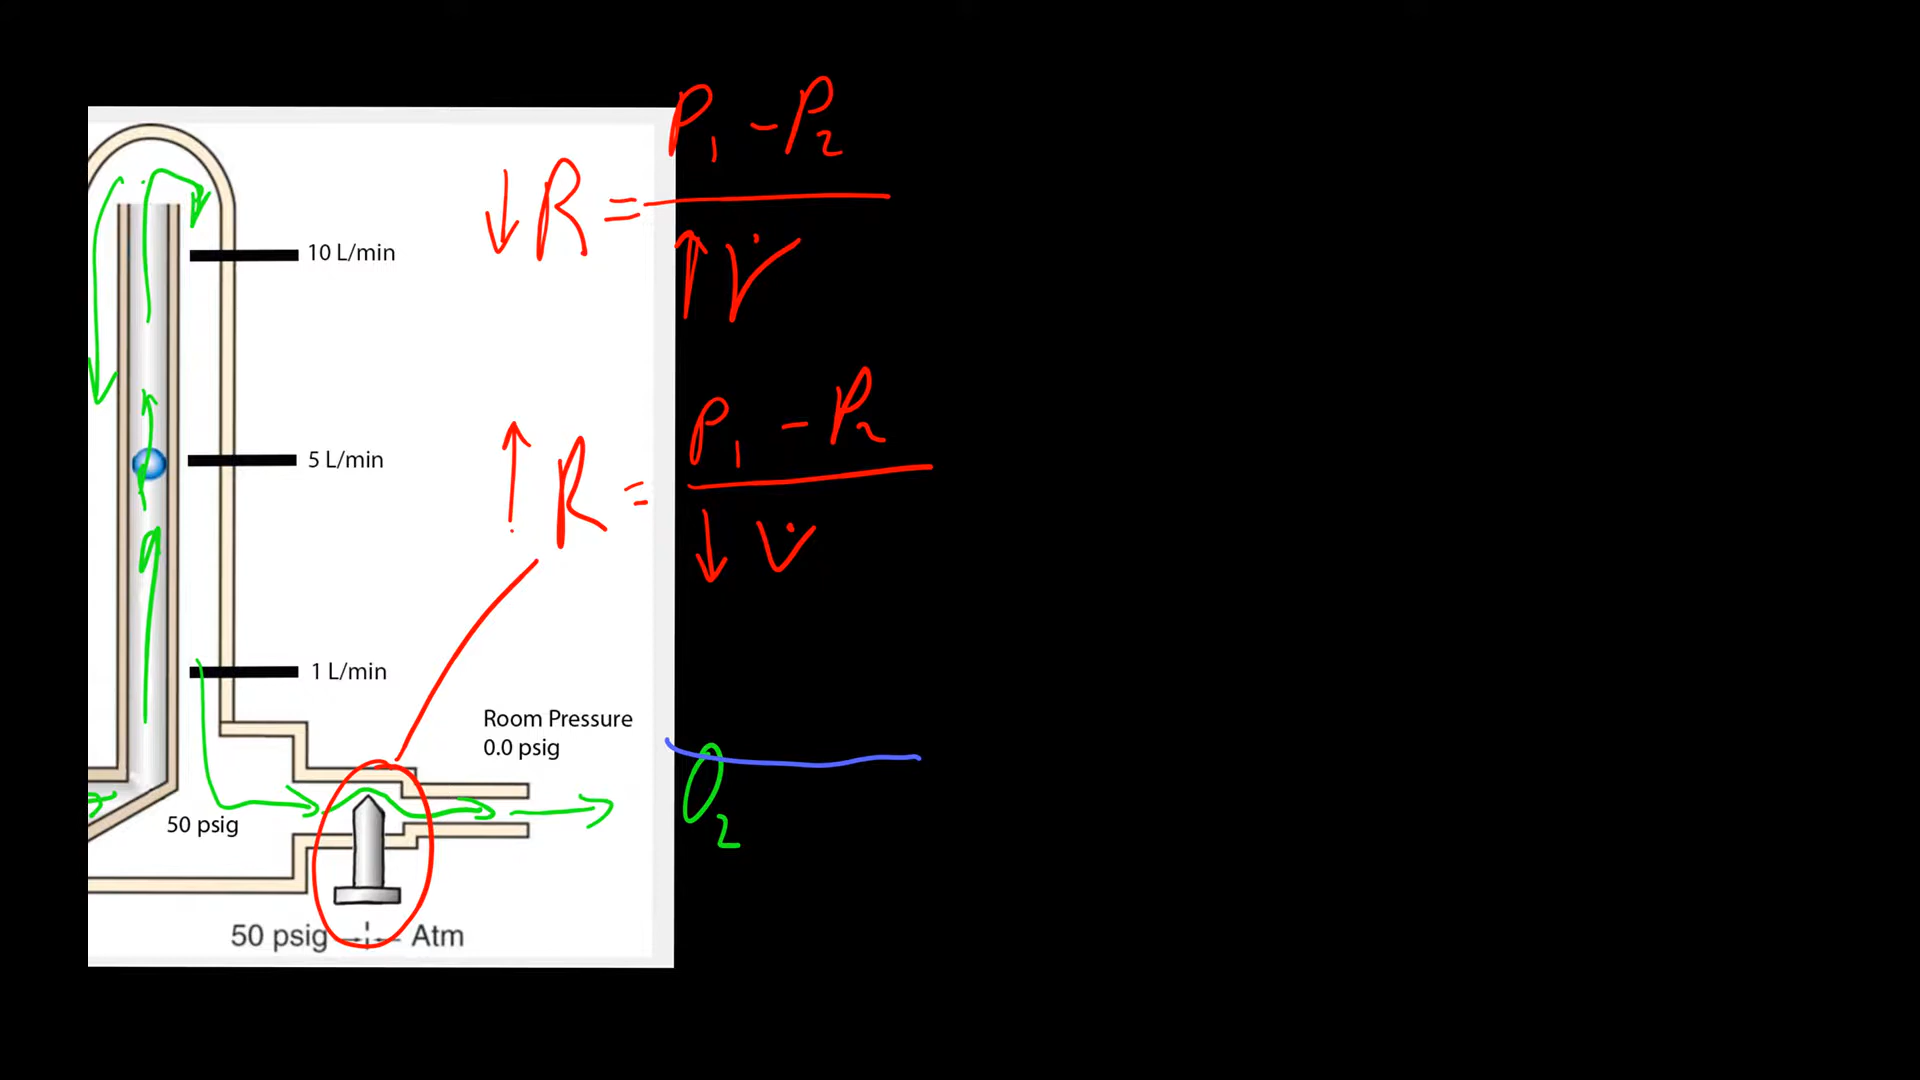 P1 - P2
↓ R =
↑ V̇
10 L/min
P1 - P2
↑ R =
↓ V̇
5 L/min
1 L/min
Room Pressure
0.0 psig
O2
50 psig
50 psig
Atm